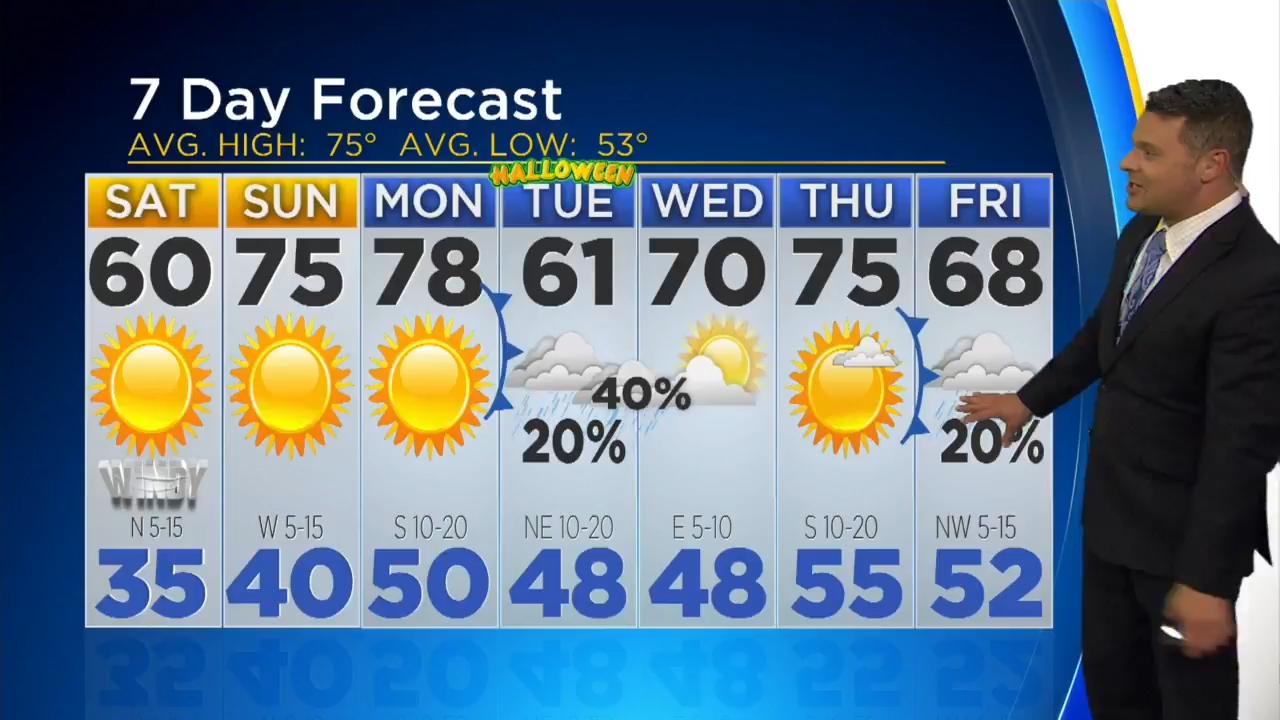 7 Day Forecast
AVG. HIGH: 75° AVG. LOW: 53°
HALLOWEEN
SAT SUN MON TUE WED THU FRI
60 75 78 61 70 75 68
40%
20% 20%
WINDY
N 5-15 W 5-15 S 10-20 NE 10-20 E 5-10 S 10-20 NW 5-15
35 40 50 48 48 55 52